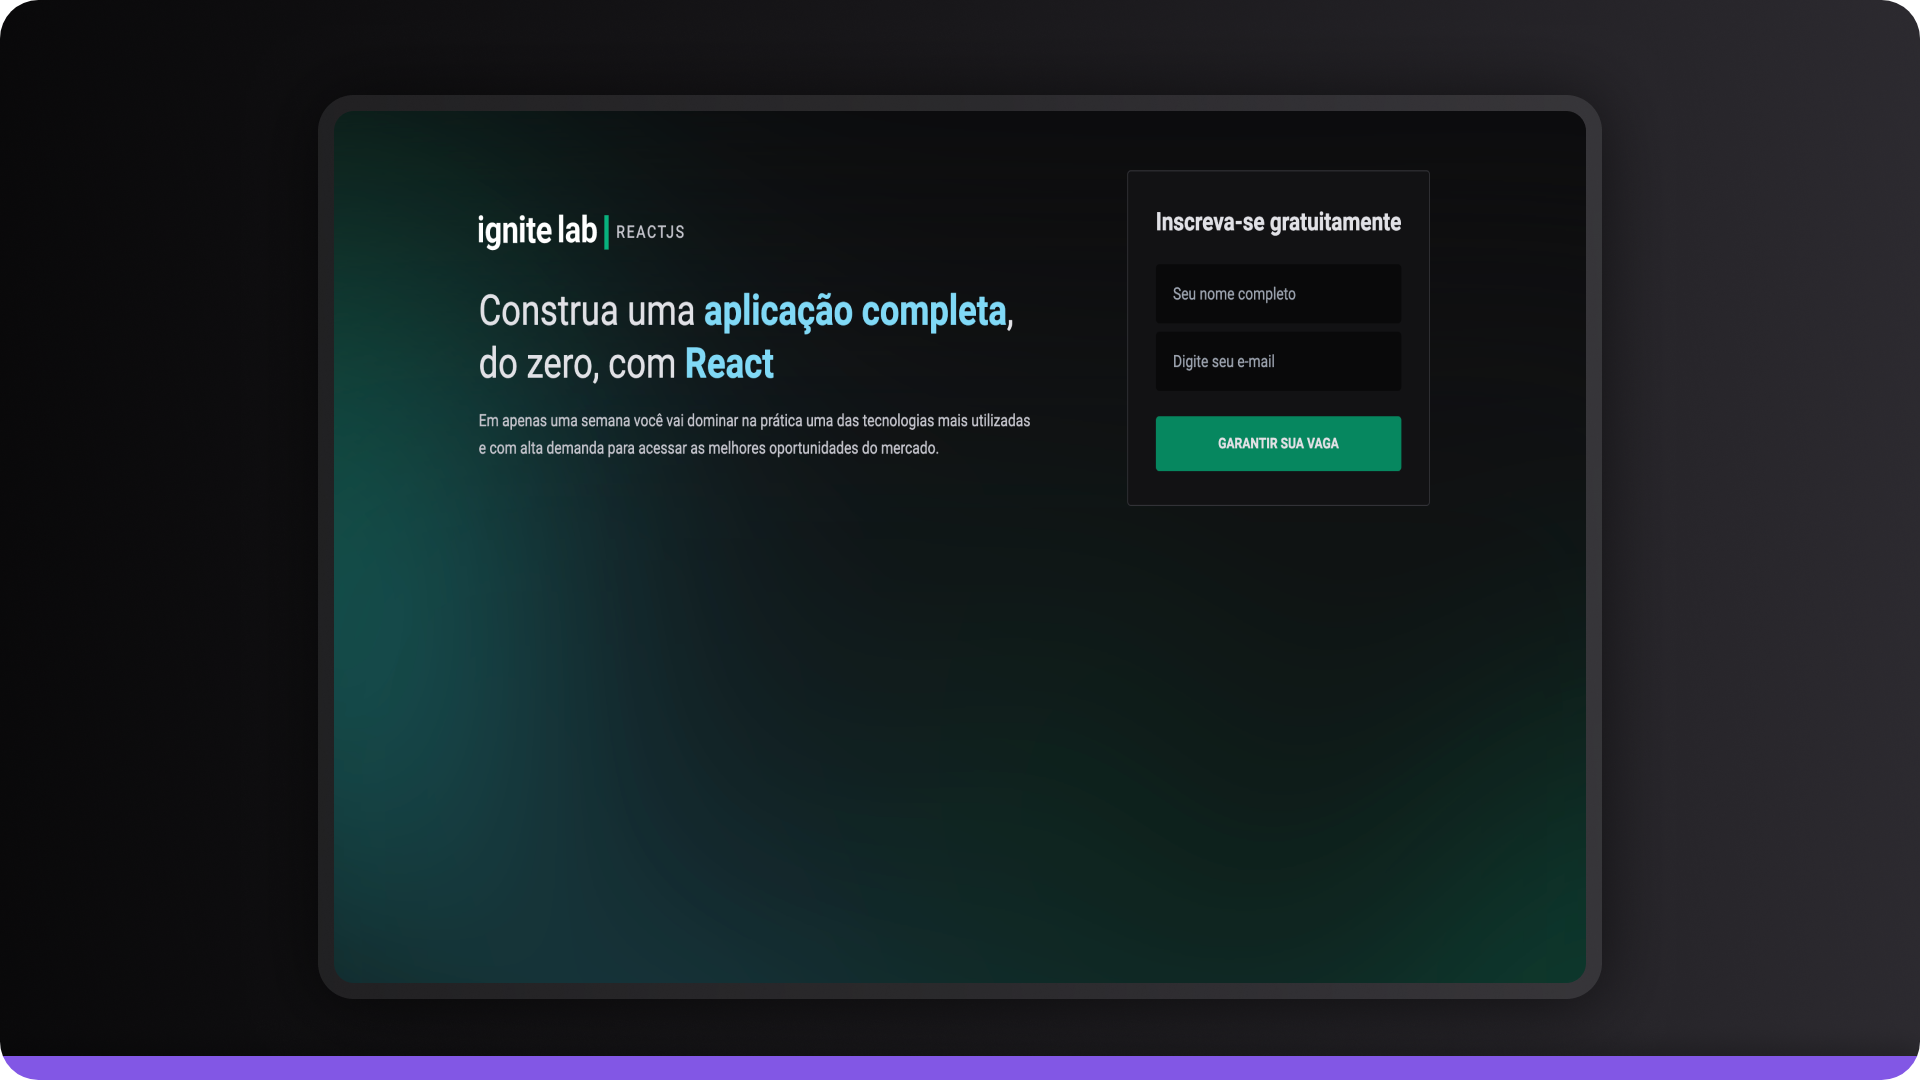 ignite lab | REACTJS
Construa uma aplicação completa,
do zero, com React
Em apenas uma semana você vai dominar na prática uma das tecnologias mais utilizadas
e com alta demanda para acessar as melhores oportunidades do mercado.
Inscreva-se gratuitamente
Seu nome completo
Digite seu e-mail
GARANTIR SUA VAGA